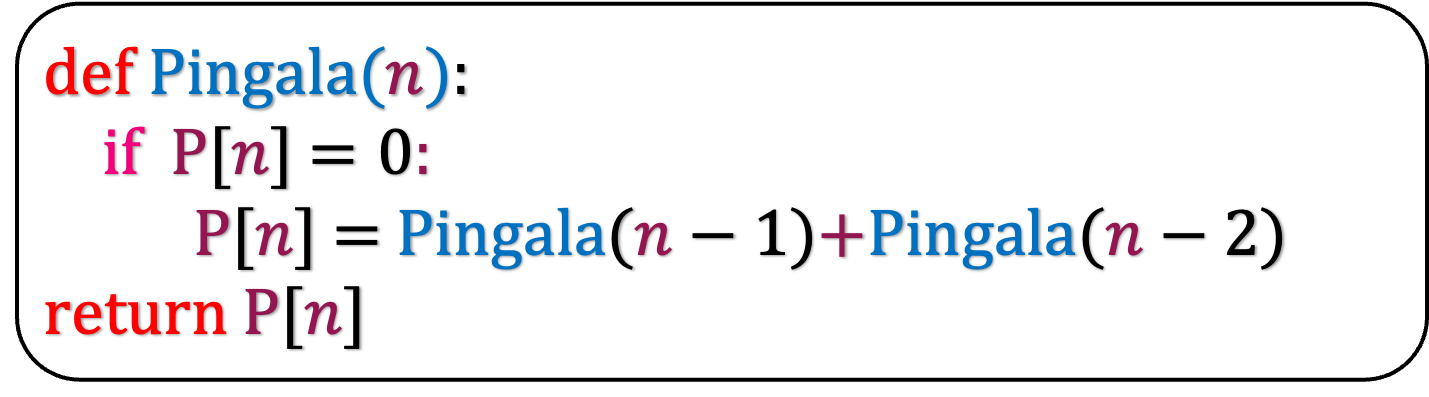 def Pingala(n):
if P[n] = 0:
P[n] = Pingala(n − 1)+Pingala(n − 2)
return P[n]